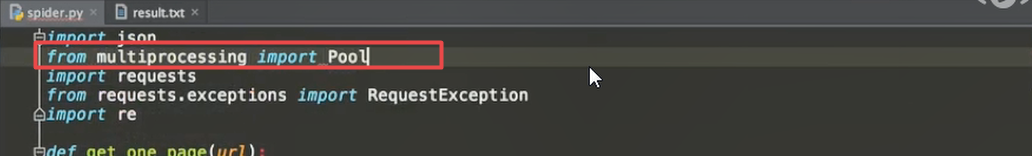 spider.py × result.txt ×
import json
from multiprocessing import Pool
import requests
from requests.exceptions import RequestException
import re
def get_one_page(url):